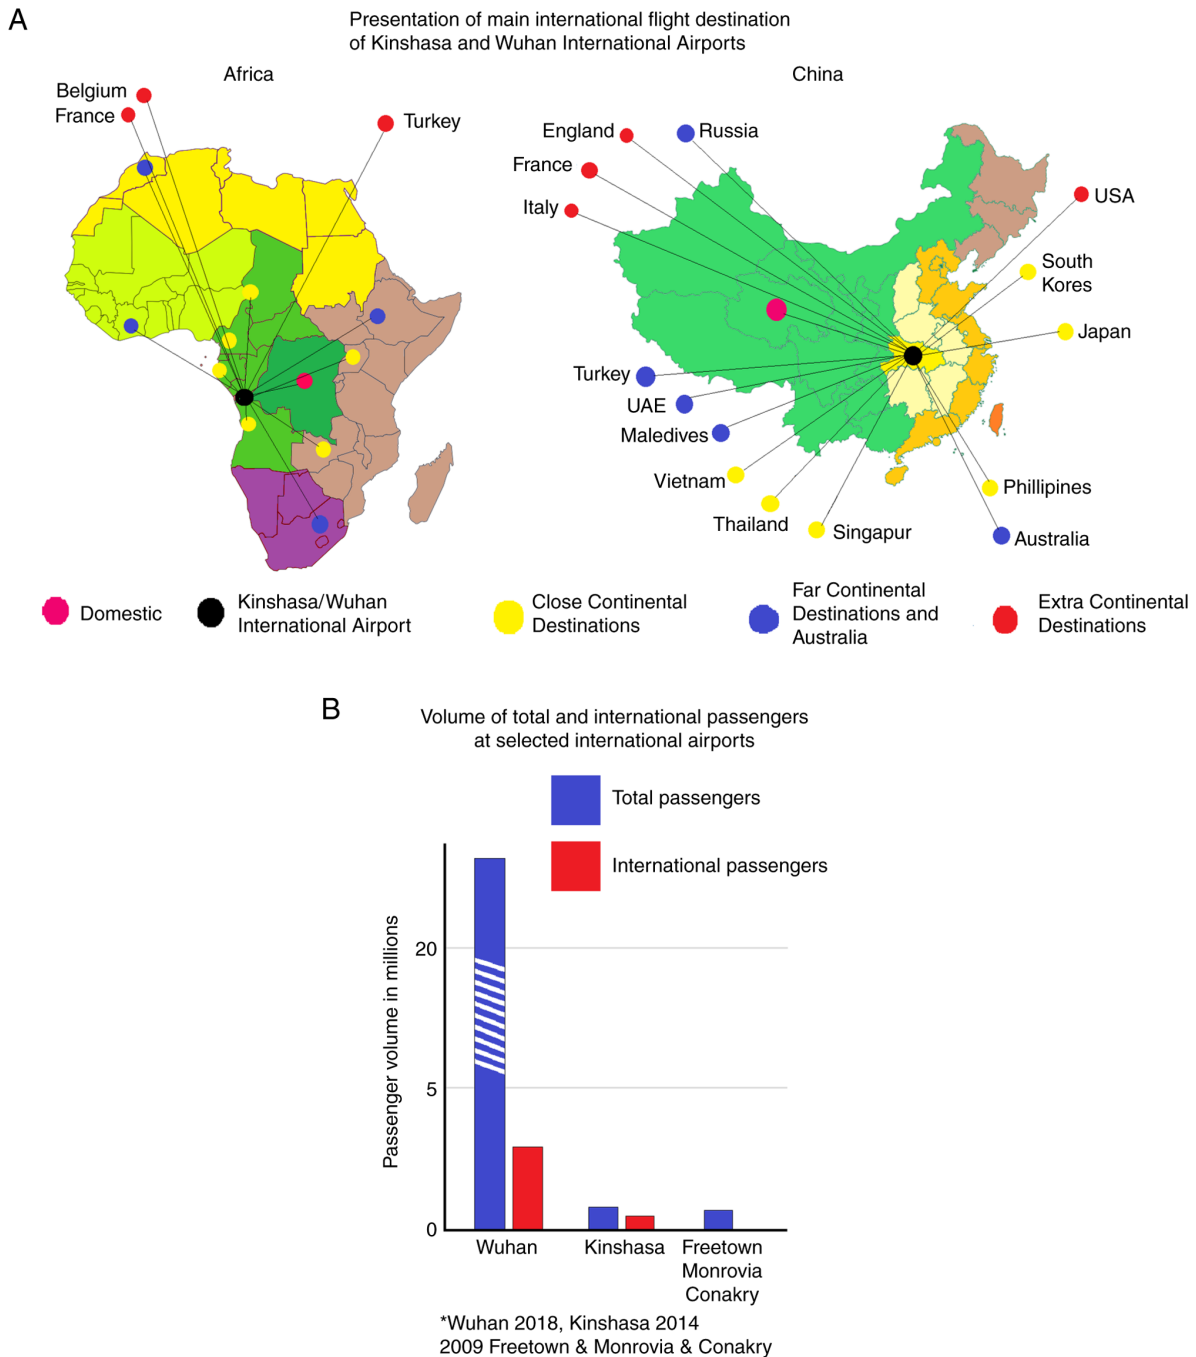 A
Presentation of main international flight destination
of Kinshasa and Wuhan International Airports
Africa
China
Belgium
France
Turkey
England
Russia
France
Italy
USA
South
Kores
Japan
Turkey
UAE
Maledives
Vietnam
Thailand
Singapur
Phillipines
Australia
Domestic
Kinshasa/Wuhan
International Airport
Close Continental
Destinations
Far Continental
Destinations and
Australia
Extra Continental
Destinations
B
Volume of total and international passengers
at selected international airports
Total passengers
International passengers
Passenger volume in millions
20
5
0
Wuhan
Kinshasa
Freetown
Monrovia
Conakry
*Wuhan 2018, Kinshasa 2014
2009 Freetown & Monrovia & Conakry